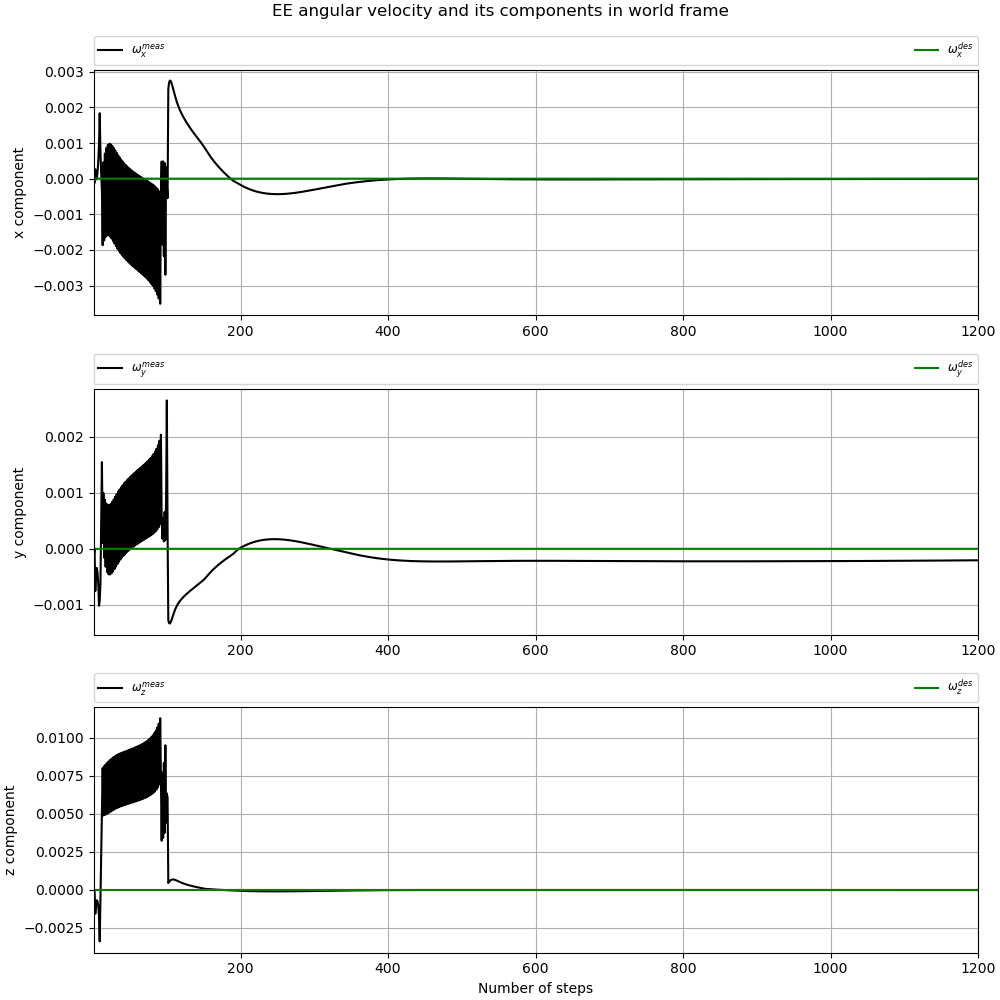 EE angular velocity and its components in world frame
ω_x^meas ω_x^des
0.003
0.002
0.001
0.000
−0.001
−0.002
−0.003
x component
200 400 600 800 1000 1200
ω_y^meas ω_y^des
0.002
0.001
0.000
−0.001
y component
200 400 600 800 1000 1200
ω_z^meas ω_z^des
0.0100
0.0075
0.0050
0.0025
0.0000
−0.0025
z component
200 400 600 800 1000 1200
Number of steps